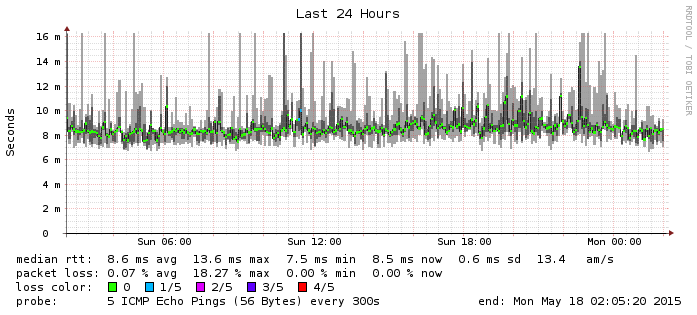 Last 24 Hours
RRDTOOL / TOBI OETIKER
Seconds
16 m
14 m
12 m
10 m
8 m
6 m
4 m
2 m
0
Sun 06:00 Sun 12:00 Sun 18:00 Mon 00:00
median rtt: 8.6 ms avg 13.6 ms max 7.5 ms min 8.5 ms now 0.6 ms sd 13.4 am/s
packet loss: 0.07 % avg 18.27 % max 0.00 % min 0.00 % now
loss color: 0 1/5 2/5 3/5 4/5
probe: 5 ICMP Echo Pings (56 Bytes) every 300s end: Mon May 18 02:05:20 2015